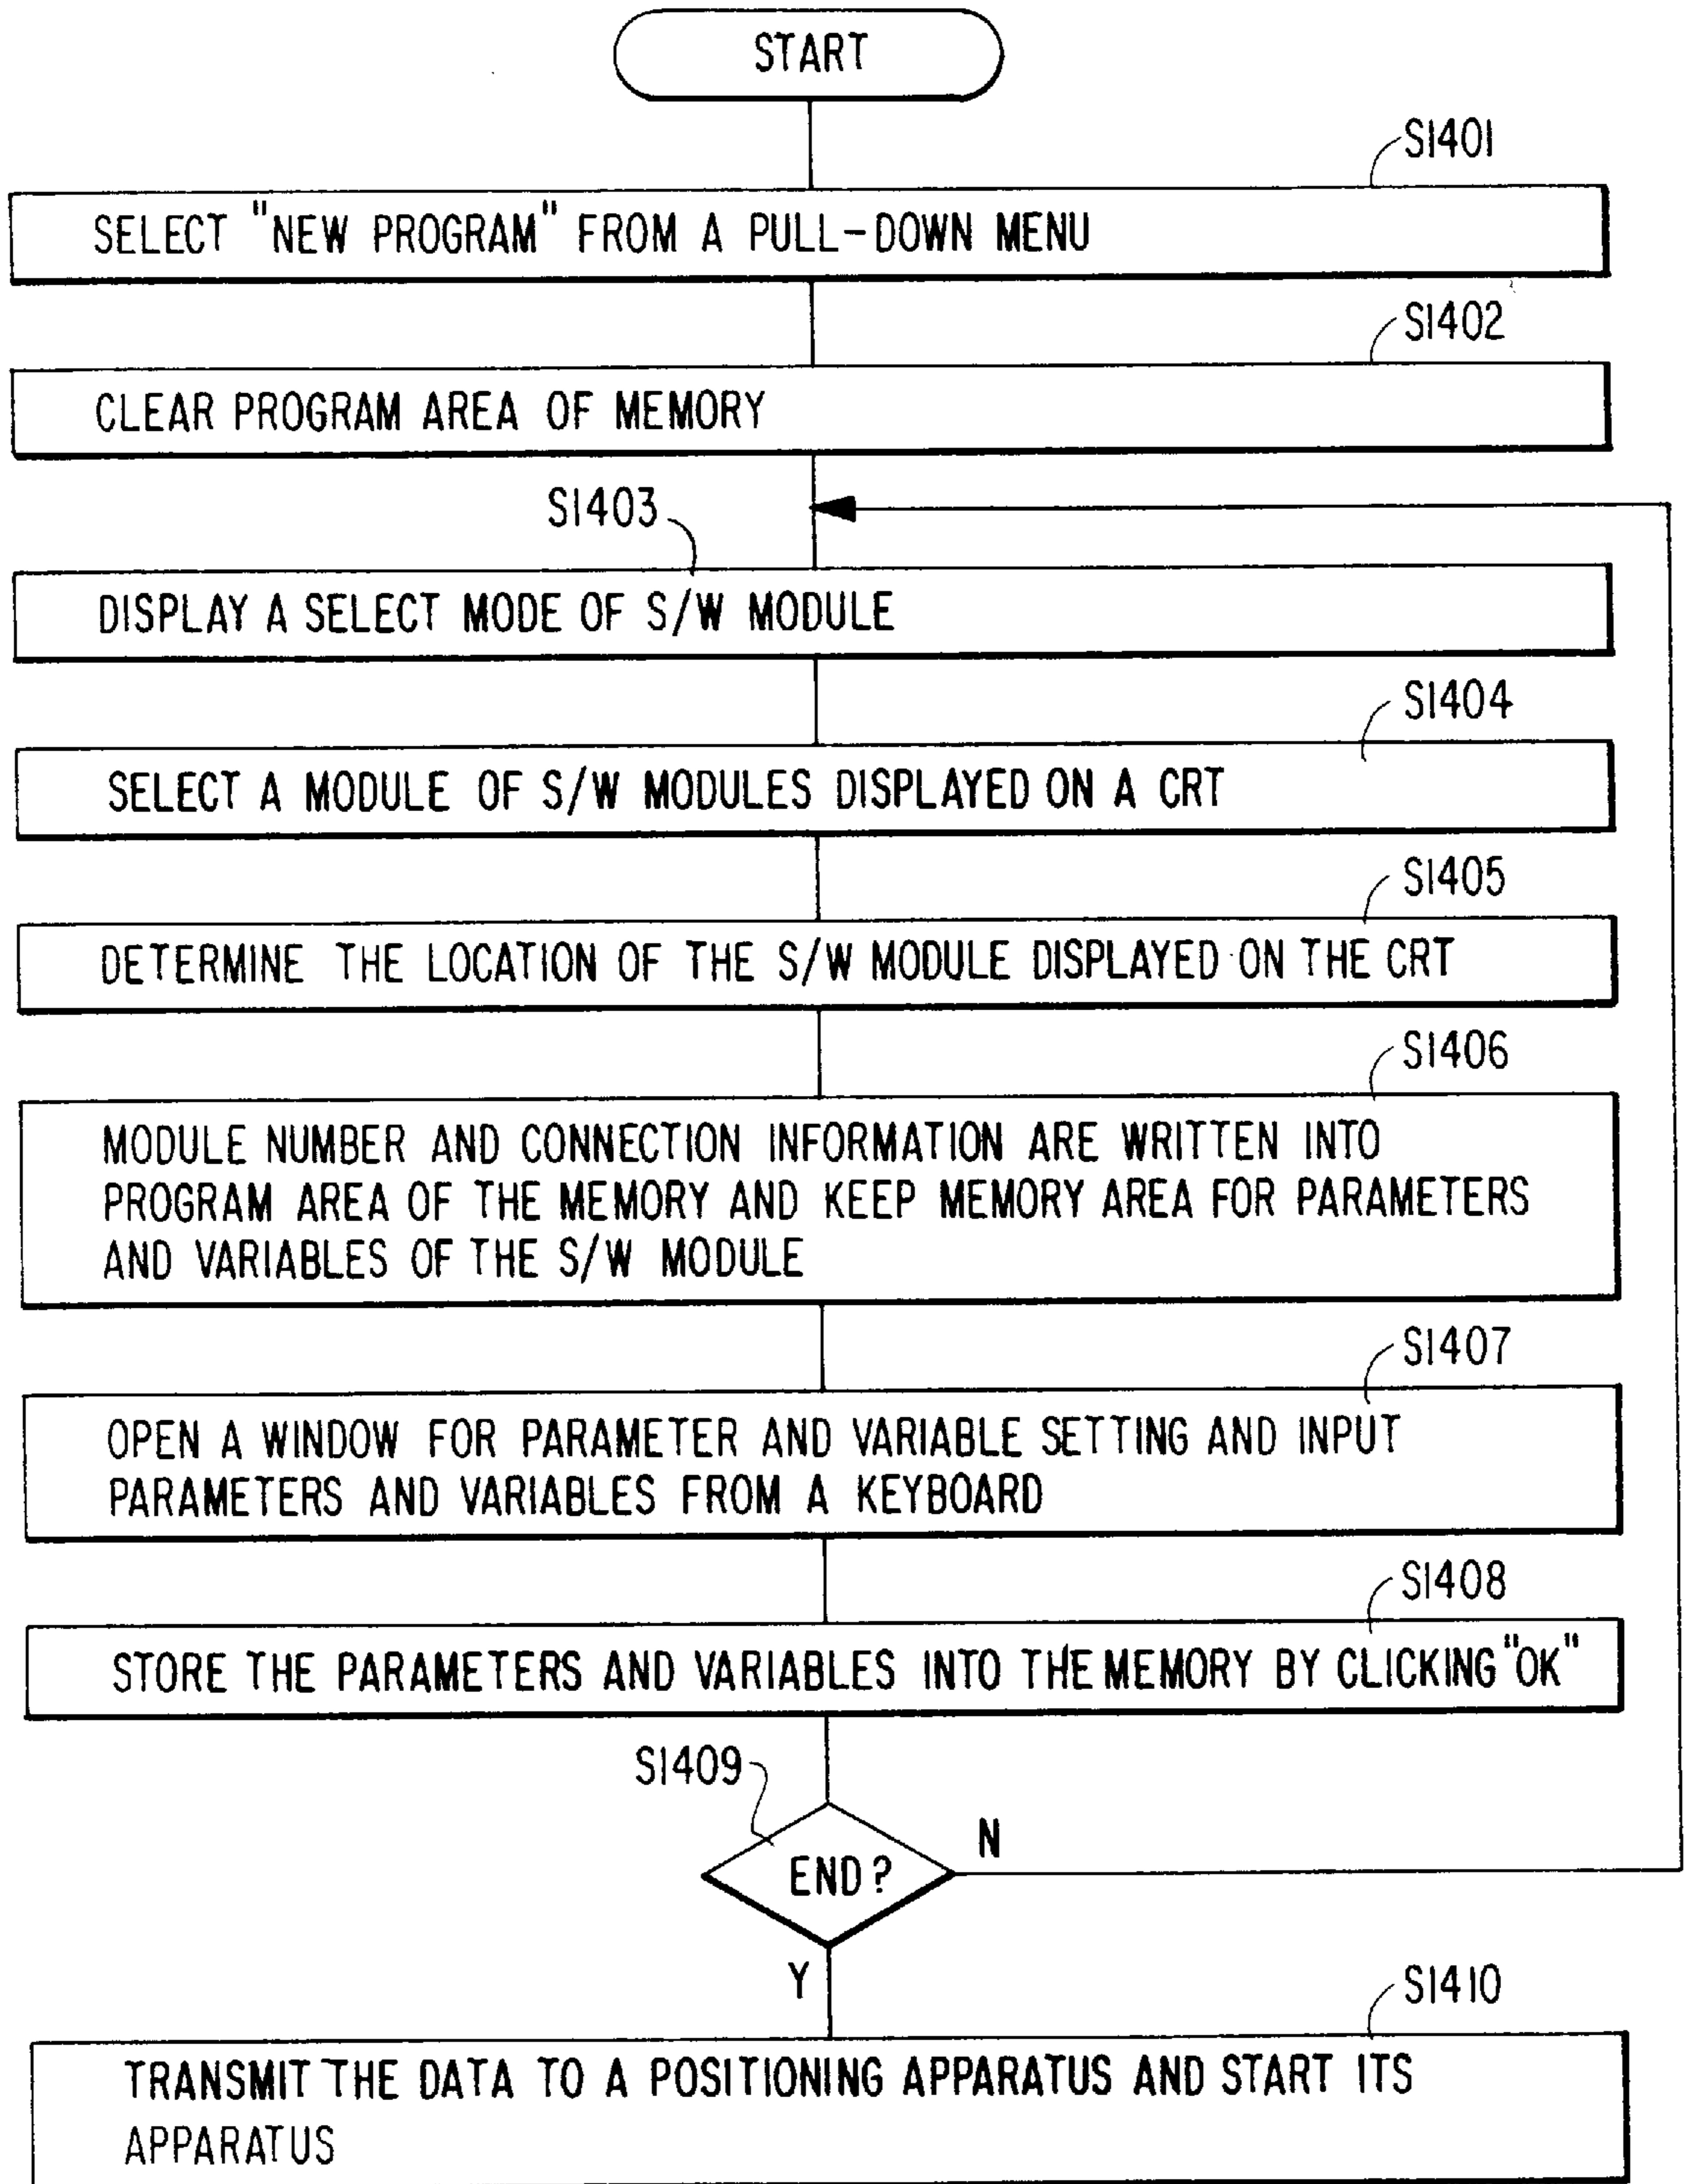 START
S1401
SELECT "NEW PROGRAM" FROM A PULL-DOWN MENU
S1402
CLEAR PROGRAM AREA OF MEMORY
S1403
DISPLAY A SELECT MODE OF S/W MODULE
S1404
SELECT A MODULE OF S/W MODULES DISPLAYED ON A CRT
S1405
DETERMINE THE LOCATION OF THE S/W MODULE DISPLAYED ON THE CRT
S1406
MODULE NUMBER AND CONNECTION INFORMATION ARE WRITTEN INTO
PROGRAM AREA OF THE MEMORY AND KEEP MEMORY AREA FOR PARAMETERS
AND VARIABLES OF THE S/W MODULE
S1407
OPEN A WINDOW FOR PARAMETER AND VARIABLE SETTING AND INPUT
PARAMETERS AND VARIABLES FROM A KEYBOARD
S1408
STORE THE PARAMETERS AND VARIABLES INTO THE MEMORY BY CLICKING "OK"
S1409
END?
N
Y
S1410
TRANSMIT THE DATA TO A POSITIONING APPARATUS AND START ITS
APPARATUS